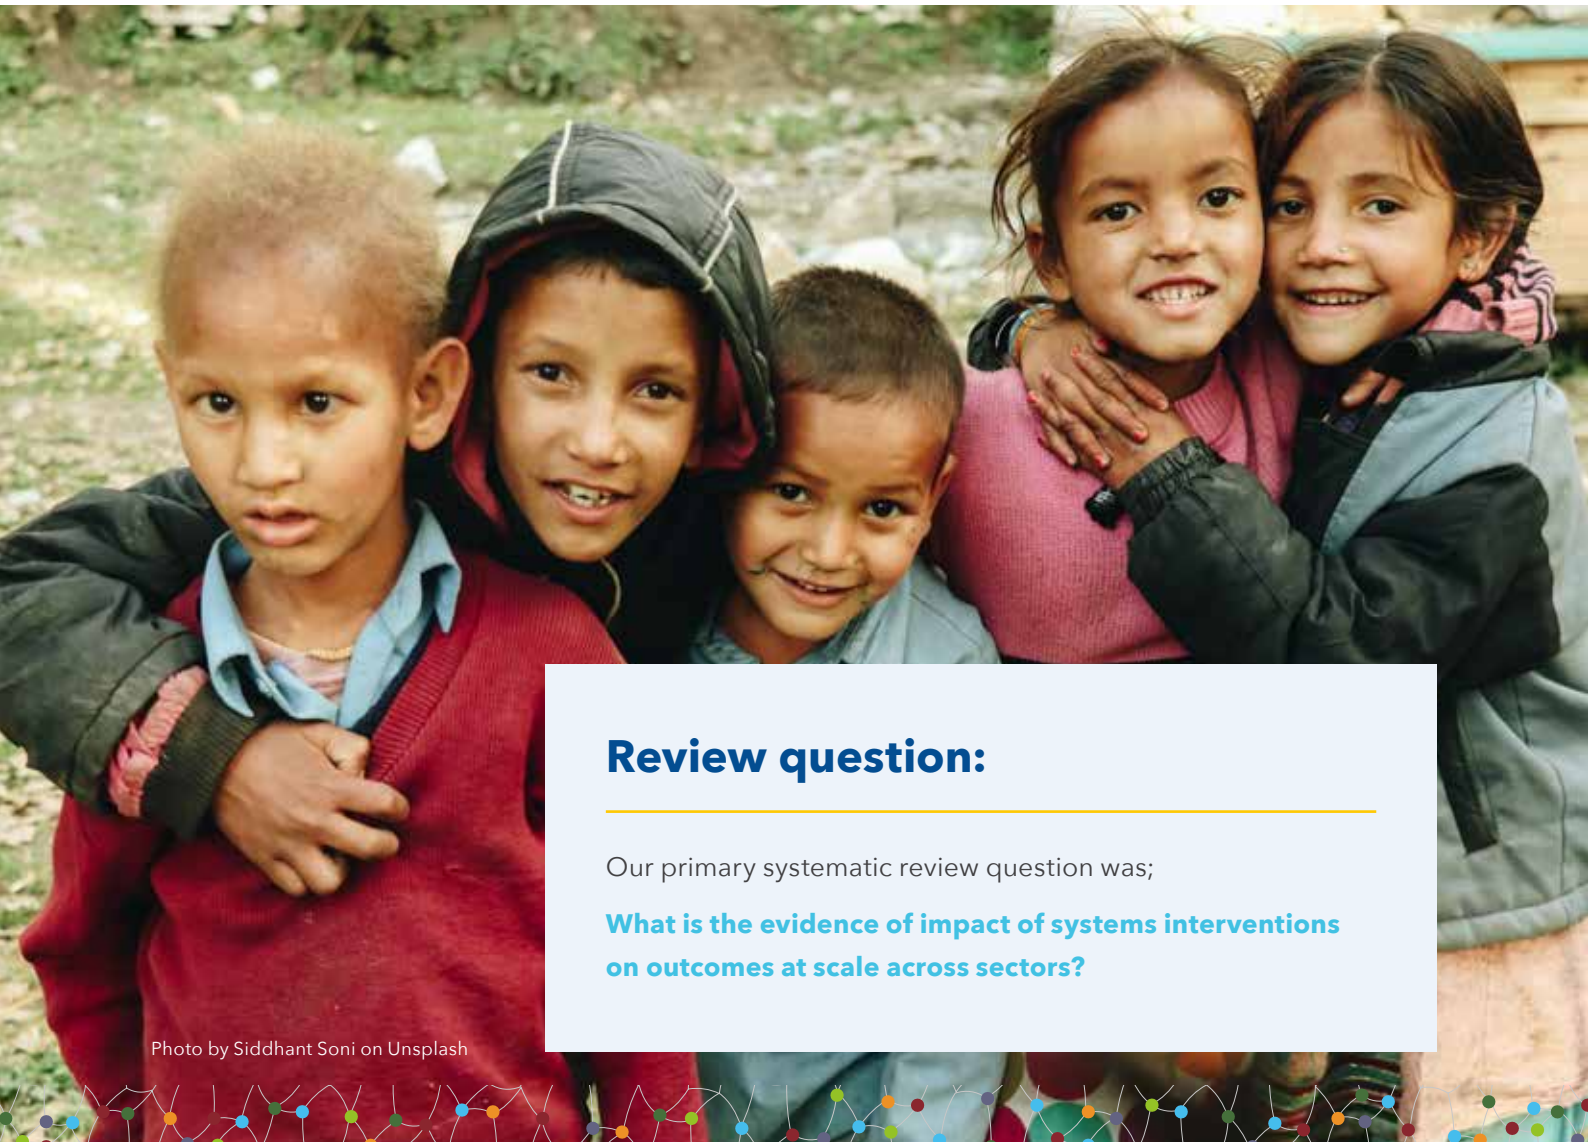 Review question:
Our primary systematic review question was;
What is the evidence of impact of systems interventions
on outcomes at scale across sectors?
Photo by Siddhant Soni on Unsplash